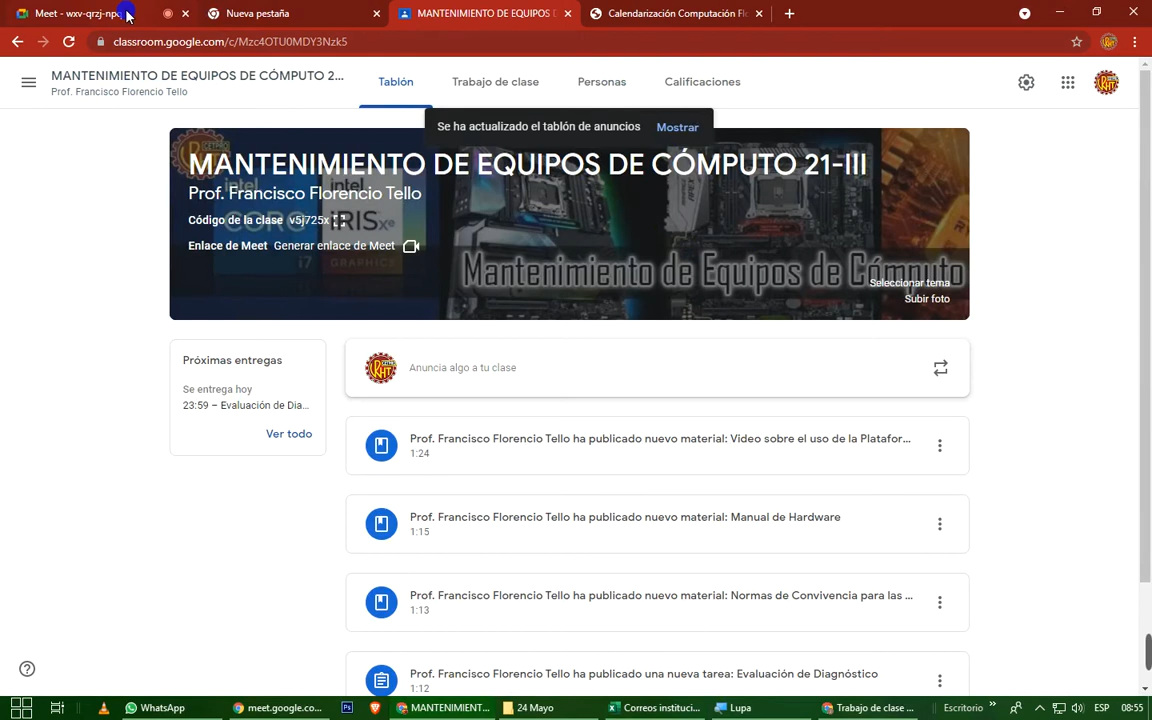 Meet - wxv-qrzj-npq
Nueva pestaña
MANTENIMIENTO DE EQUIPOS D
Calendarización Computación Flo
classroom.google.com/c/Mzc4OTU0MDY3Nzk5
MANTENIMIENTO DE EQUIPOS DE CÓMPUTO 2...
Prof. Francisco Florencio Tello
Tablón
Trabajo de clase
Personas
Calificaciones
Se ha actualizado el tablón de anuncios Mostrar
MANTENIMIENTO DE EQUIPOS DE CÓMPUTO 21-III
Prof. Francisco Florencio Tello
Código de la clase v5j725x
Enlace de Meet Generar enlace de Meet
Mantenimiento de Equipos de Cómputo
Seleccionar tema
Subir foto
Próximas entregas
Se entrega hoy
23:59 – Evaluación de Dia...
Ver todo
Anuncia algo a tu clase
Prof. Francisco Florencio Tello ha publicado nuevo material: Video sobre el uso de la Platafor...
1:24
Prof. Francisco Florencio Tello ha publicado nuevo material: Manual de Hardware
1:15
Prof. Francisco Florencio Tello ha publicado nuevo material: Normas de Convivencia para las ...
1:13
Prof. Francisco Florencio Tello ha publicado una nueva tarea: Evaluación de Diagnóstico
1:12
WhatsApp
meet.google.co...
MANTENIMIENT...
24 Mayo
Correos instituci...
Lupa
Trabajo de clase ...
Escritorio
ESP
08:55